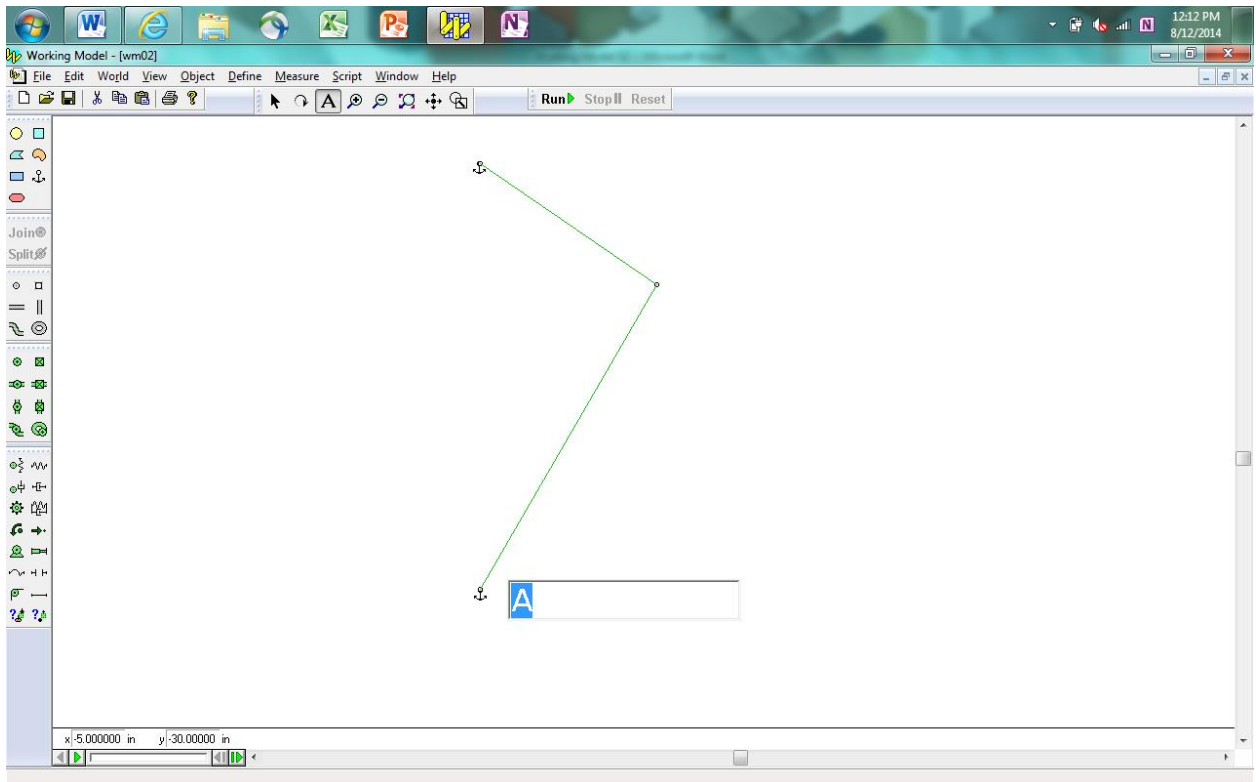 12:12 PM
8/12/2014
Working Model - [wm02]
File Edit World View Object Define Measure Script Window Help
A Run Stop Reset
Join
Split
A
x -5.000000 in y -30.00000 in